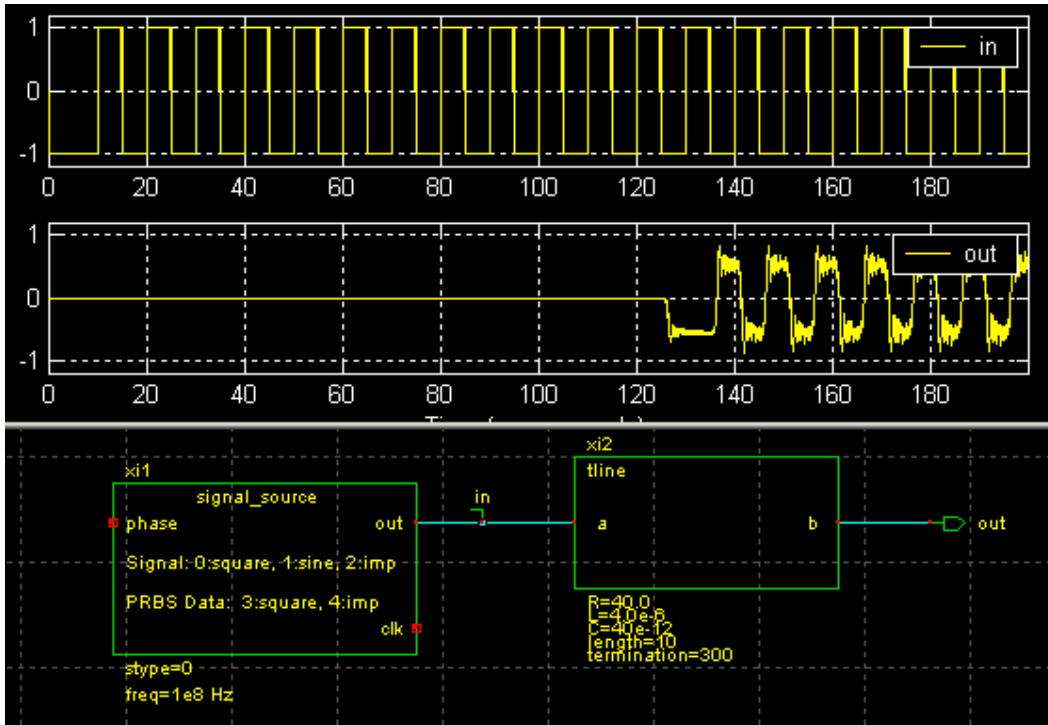 1
in
0
-1
0 20 40 60 80 100 120 140 160 180
1
out
0
-1
0 20 40 60 80 100 120 140 160 180
xi1
signal_source
phase out
Signal: 0:square, 1:sine, 2:imp
PRBS Data: 3:square, 4:imp
clk
stype=0
freq=1e8 Hz
in
xi2
tline
a b
out
R=40.0
L=4.0e-6
C=40e-12
length=10
termination=300